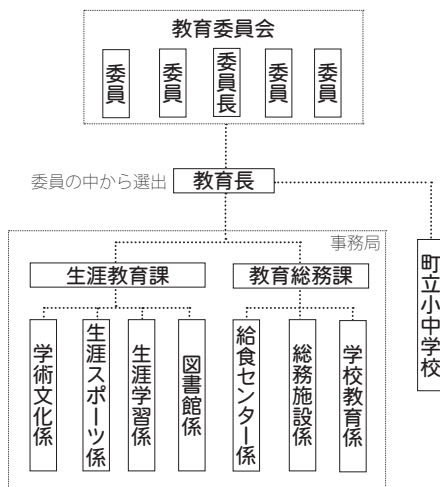 教育委員会
委員
委員
委員長
委員
委員
委員の中から選出
教育長
事務局
町立小中学校
生涯教育課
教育総務課
学術文化係
生涯スポーツ係
生涯学習係
図書館係
給食センター係
総務施設係
学校教育係